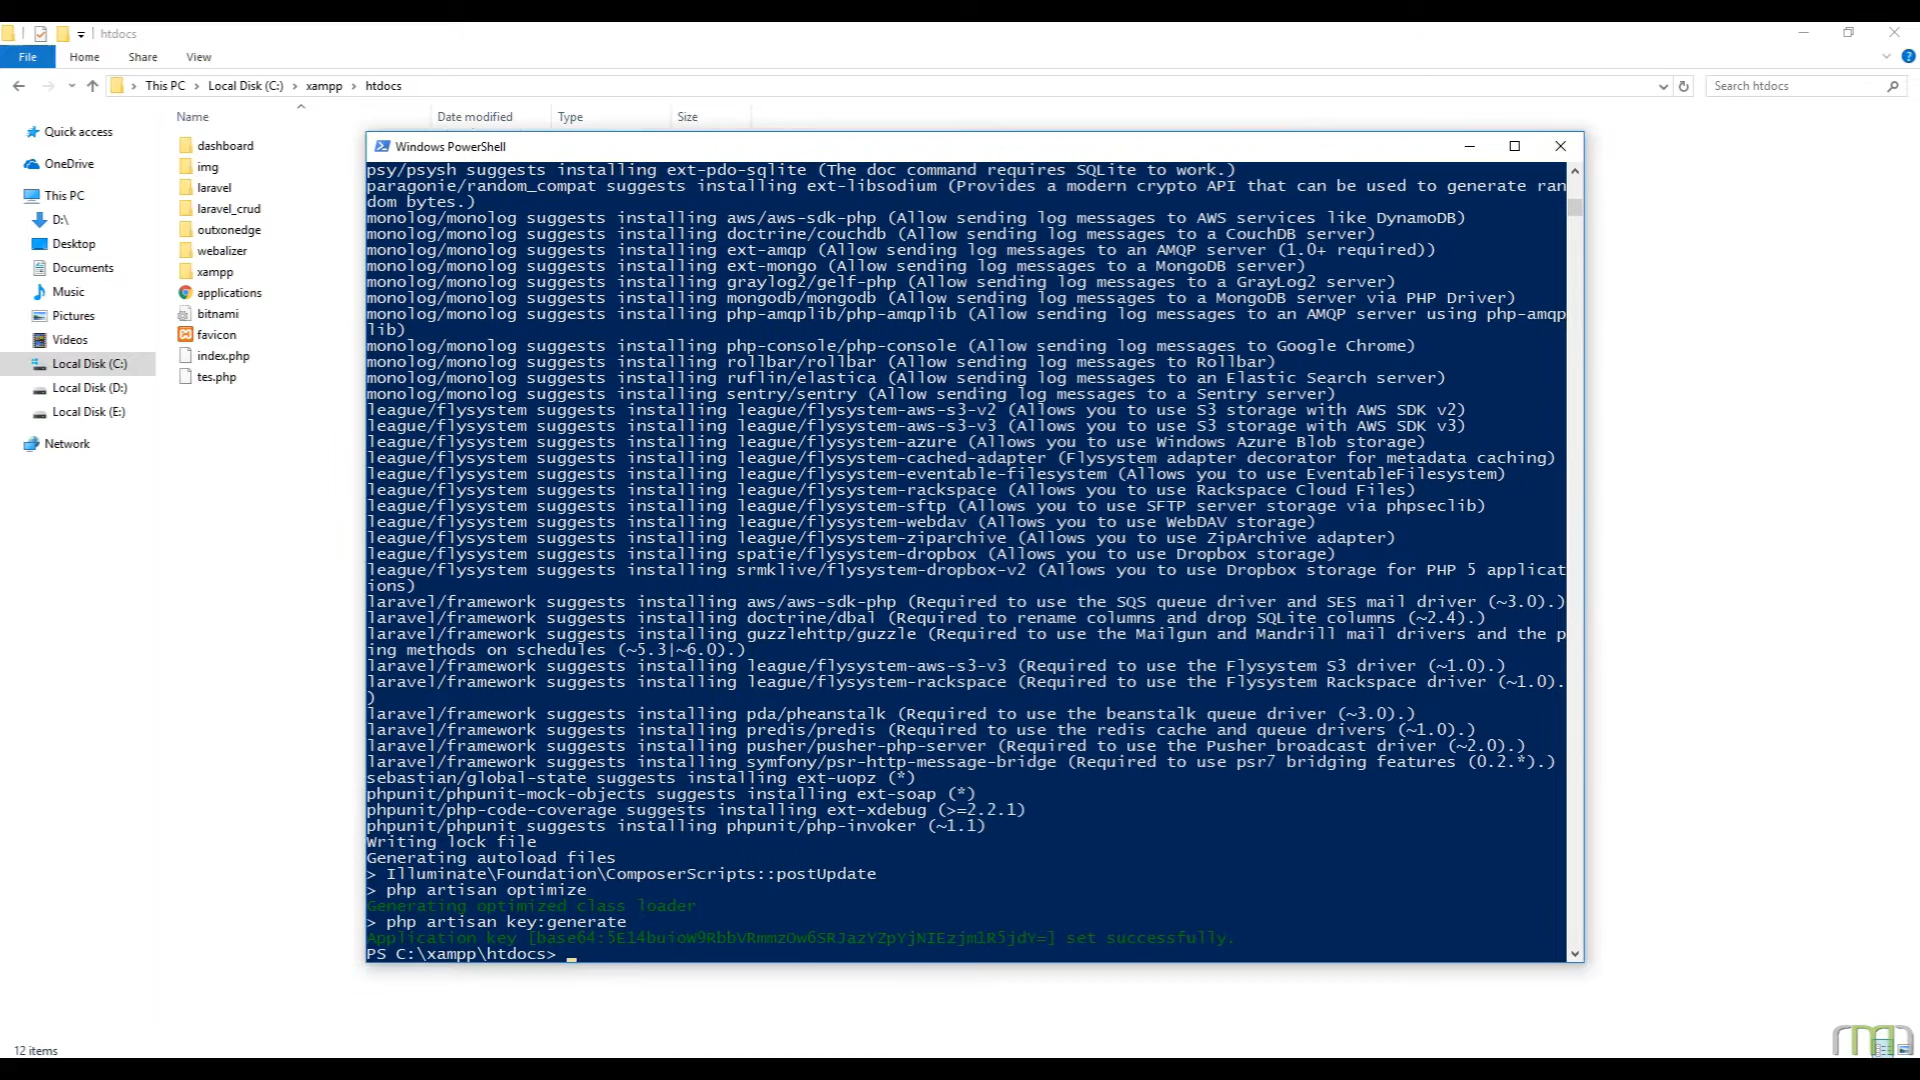 htdocs
File Home Share View
This PC Local Disk (C:) xampp htdocs
Search htdocs
Name Date modified Type Size
Quick access
OneDrive
This PC
D:\
Desktop
Documents
Music
Pictures
Videos
Local Disk (C:)
Local Disk (D:)
Local Disk (E:)
Network
dashboard
img
laravel
laravel_crud
outxonedge
webalizer
xampp
applications
bitnami
favicon
index.php
tes.php
Windows PowerShell
psy/psysh suggests installing ext-pdo-sqlite (The doc command requires SQLite to work.)
paragonie/random_compat suggests installing ext-libsodium (Provides a modern crypto API that can be used to generate ran
dom bytes.)
monolog/monolog suggests installing aws/aws-sdk-php (Allow sending log messages to AWS services like DynamoDB)
monolog/monolog suggests installing doctrine/couchdb (Allow sending log messages to a CouchDB server)
monolog/monolog suggests installing ext-amqp (Allow sending log messages to an AMQP server (1.0+ required))
monolog/monolog suggests installing ext-mongo (Allow sending log messages to a MongoDB server)
monolog/monolog suggests installing graylog2/gelf-php (Allow sending log messages to a GrayLog2 server)
monolog/monolog suggests installing mongodb/mongodb (Allow sending log messages to a MongoDB server via PHP Driver)
monolog/monolog suggests installing php-amqplib/php-amqplib (Allow sending log messages to an AMQP server using php-amqp
lib)
monolog/monolog suggests installing php-console/php-console (Allow sending log messages to Google Chrome)
monolog/monolog suggests installing rollbar/rollbar (Allow sending log messages to Rollbar)
monolog/monolog suggests installing ruflin/elastica (Allow sending log messages to an Elastic Search server)
monolog/monolog suggests installing sentry/sentry (Allow sending log messages to a Sentry server)
league/flysystem suggests installing league/flysystem-aws-s3-v2 (Allows you to use S3 storage with AWS SDK v2)
league/flysystem suggests installing league/flysystem-aws-s3-v3 (Allows you to use S3 storage with AWS SDK v3)
league/flysystem suggests installing league/flysystem-azure (Allows you to use Windows Azure Blob storage)
league/flysystem suggests installing league/flysystem-cached-adapter (Flysystem adapter decorator for metadata caching)
league/flysystem suggests installing league/flysystem-eventable-filesystem (Allows you to use EventableFilesystem)
league/flysystem suggests installing league/flysystem-rackspace (Allows you to use Rackspace Cloud Files)
league/flysystem suggests installing league/flysystem-sftp (Allows you to use SFTP server storage via phpseclib)
league/flysystem suggests installing league/flysystem-webdav (Allows you to use WebDAV storage)
league/flysystem suggests installing league/flysystem-ziparchive (Allows you to use ZipArchive adapter)
league/flysystem suggests installing spatie/flysystem-dropbox (Allows you to use Dropbox storage)
league/flysystem suggests installing srmklive/flysystem-dropbox-v2 (Allows you to use Dropbox storage for PHP 5 applicat
ions)
laravel/framework suggests installing aws/aws-sdk-php (Required to use the SQS queue driver and SES mail driver (~3.0).)
laravel/framework suggests installing doctrine/dbal (Required to rename columns and drop SQLite columns (~2.4).)
laravel/framework suggests installing guzzlehttp/guzzle (Required to use the Mailgun and Mandrill mail drivers and the p
ing methods on schedules (~5.3|~6.0).)
laravel/framework suggests installing league/flysystem-aws-s3-v3 (Required to use the Flysystem S3 driver (~1.0).)
laravel/framework suggests installing league/flysystem-rackspace (Required to use the Flysystem Rackspace driver (~1.0).
)
laravel/framework suggests installing pda/pheanstalk (Required to use the beanstalk queue driver (~3.0).)
laravel/framework suggests installing predis/predis (Required to use the redis cache and queue drivers (~1.0).)
laravel/framework suggests installing pusher/pusher-php-server (Required to use the Pusher broadcast driver (~2.0).)
laravel/framework suggests installing symfony/psr-http-message-bridge (Required to use psr7 bridging features (0.2.*).)
sebastian/global-state suggests installing ext-uopz (*)
phpunit/phpunit-mock-objects suggests installing ext-soap (*)
phpunit/php-code-coverage suggests installing ext-xdebug (>=2.2.1)
phpunit/phpunit suggests installing phpunit/php-invoker (~1.1)
Writing lock file
Generating autoload files
> Illuminate\Foundation\ComposerScripts::postUpdate
> php artisan optimize
Generating optimized class loader
> php artisan key:generate
Application key set successfully.
PS C:\xampp\htdocs>
12 items